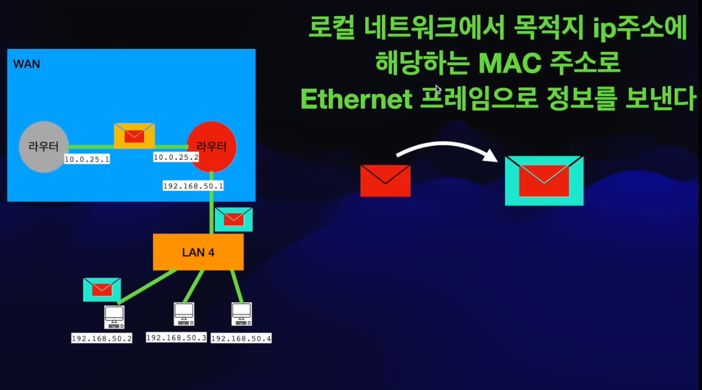 로컬 네트워크에서 목적지 ip주소에
해당하는 MAC 주소로
Ethernet 프레임으로 정보를 보낸다
WAN
라우터
라우터
10.0.25.1
10.0.25.2
192.168.50.1
LAN 4
192.168.50.2
192.168.50.3
192.168.50.4